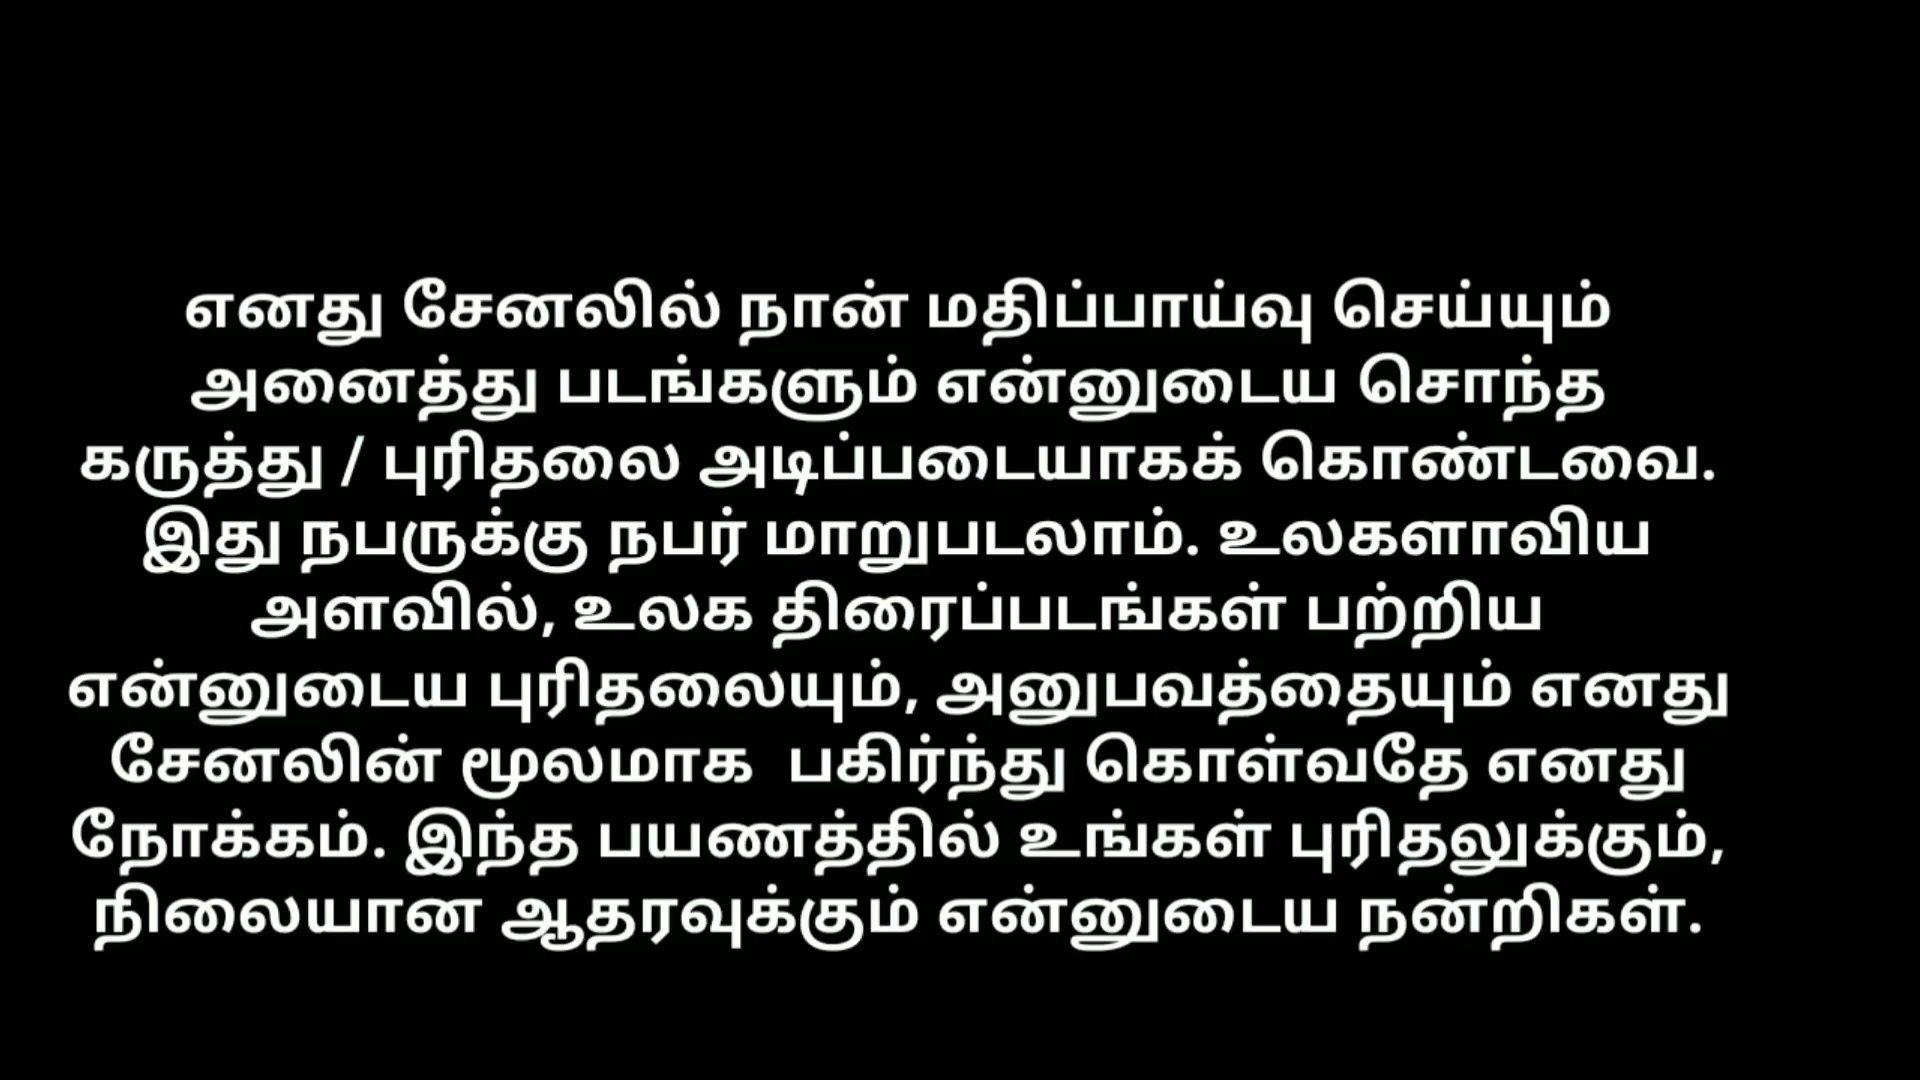 எனது சேனலில் நான் மதிப்பாய்வு செய்யும்
அனைத்து படங்களும் என்னுடைய சொந்த
கருத்து / புரிதலை அடிப்படையாகக் கொண்டவை.
இது நபருக்கு நபர் மாறுபடலாம். உலகளாவிய
அளவில், உலக திரைப்படங்கள் பற்றிய
என்னுடைய புரிதலையும், அனுபவத்தையும் எனது
சேனலின் மூலமாக  பகிர்ந்து கொள்வதே எனது
நோக்கம். இந்த பயணத்தில் உங்கள் புரிதலுக்கும்,
நிலையான ஆதரவுக்கும் என்னுடைய நன்றிகள்.